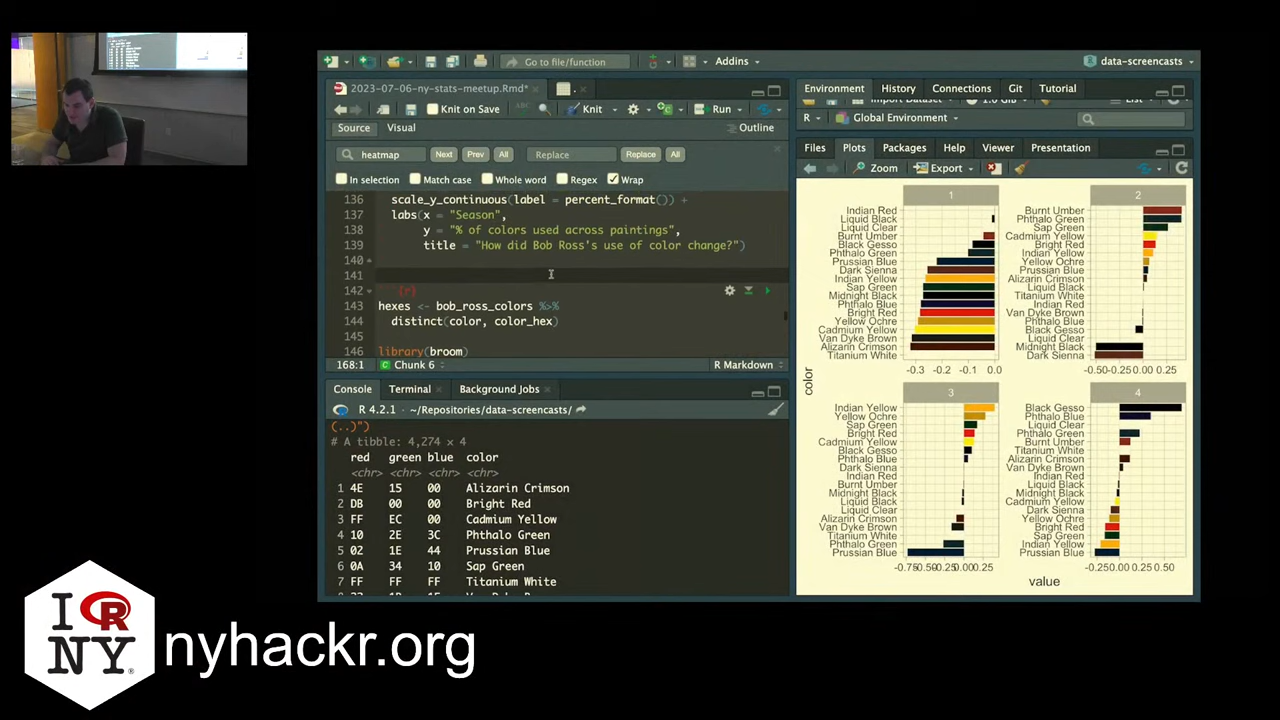 Go to file/function
Addins
data-screencasts
2023-07-06-ny-stats-meetup.Rmd*
Knit on Save
ABC
Knit
Run
Source
Visual
Outline
heatmap
Next
Prev
All
Replace
Replace
All
In selection
Match case
Whole word
Regex
Wrap
136 scale_y_continuous(label = percent_format()) +
137 labs(x = "Season",
138 y = "% of colors used across paintings",
139 title = "How did Bob Ross's use of color change?")
140
141
142 {r}
143 hexes <- bob_ross_colors %>%
144 distinct(color, color_hex)
145
146 library(broom)
168:1
Chunk 6
R Markdown
Console
Terminal
Background Jobs
R 4.2.1 · ~/Repositories/data-screencasts/
(..)")
# A tibble: 4,274 × 4
red green blue color
<chr> <chr> <chr> <chr>
1 4E 15 00 Alizarin Crimson
2 DB 00 00 Bright Red
3 FF EC 00 Cadmium Yellow
4 10 2E 3C Phthalo Green
5 02 1E 44 Prussian Blue
6 0A 34 10 Sap Green
7 FF FF FF Titanium White
Environment
History
Connections
Git
Tutorial
Import Dataset
List
R
Global Environment
Files
Plots
Packages
Help
Viewer
Presentation
Zoom
Export
color
1
Indian Red
Liquid Black
Liquid Clear
Burnt Umber
Black Gesso
Phthalo Green
Prussian Blue
Dark Sienna
Indian Yellow
Sap Green
Midnight Black
Phthalo Blue
Bright Red
Yellow Ochre
Cadmium Yellow
Van Dyke Brown
Alizarin Crimson
Titanium White
-0.3 -0.2 -0.1 0.0
2
Burnt Umber
Phthalo Green
Sap Green
Cadmium Yellow
Bright Red
Indian Yellow
Yellow Ochre
Prussian Blue
Alizarin Crimson
Liquid Black
Titanium White
Indian Red
Van Dyke Brown
Phthalo Blue
Black Gesso
Liquid Clear
Midnight Black
Dark Sienna
-0.50-0.25 0.00 0.25
3
Indian Yellow
Yellow Ochre
Sap Green
Bright Red
Cadmium Yellow
Black Gesso
Phthalo Blue
Dark Sienna
Indian Red
Burnt Umber
Midnight Black
Liquid Black
Liquid Clear
Alizarin Crimson
Van Dyke Brown
Titanium White
Phthalo Green
Prussian Blue
-0.75-0.50-0.25 0.00 0.25
4
Black Gesso
Phthalo Blue
Liquid Clear
Phthalo Green
Burnt Umber
Titanium White
Alizarin Crimson
Van Dyke Brown
Indian Red
Liquid Black
Midnight Black
Cadmium Yellow
Dark Sienna
Yellow Ochre
Bright Red
Sap Green
Indian Yellow
Prussian Blue
-0.25 0.00 0.25 0.50
value
I R
NY®
nyhackr.org